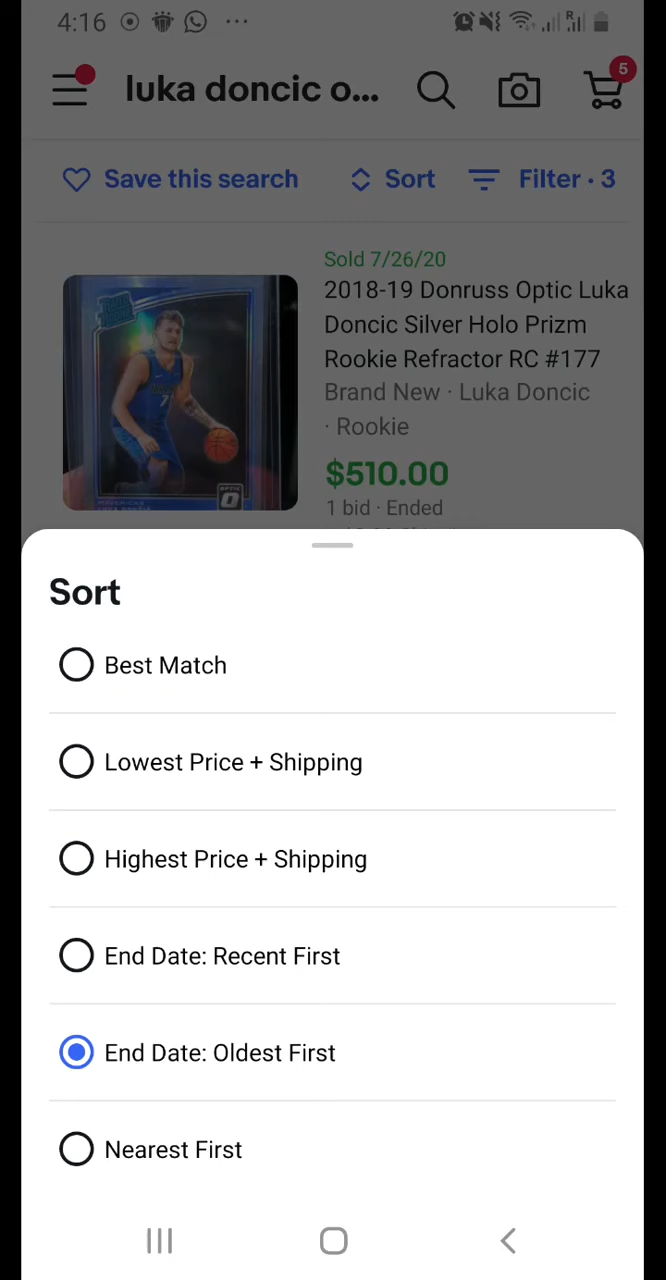 4:16
R
luka doncic o...
5
Save this search
Sort
Filter · 3
Sold 7/26/20
2018-19 Donruss Optic Luka
Doncic Silver Holo Prizm
Rookie Refractor RC #177
Brand New · Luka Doncic
· Rookie
$510.00
1 bid · Ended
OPTIC
Sort
Best Match
Lowest Price + Shipping
Highest Price + Shipping
End Date: Recent First
End Date: Oldest First
Nearest First